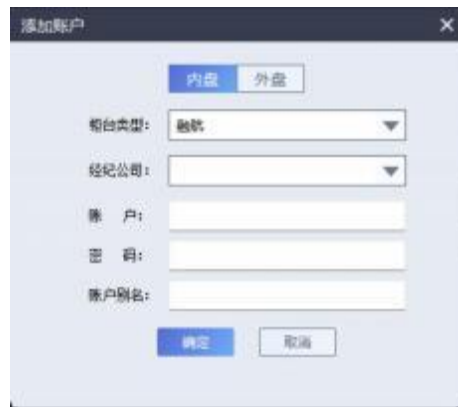 添加账户
内盘 外盘
柜台类型： 融航
经纪公司：
账 户：
密 码：
账户别名：
确定 取消